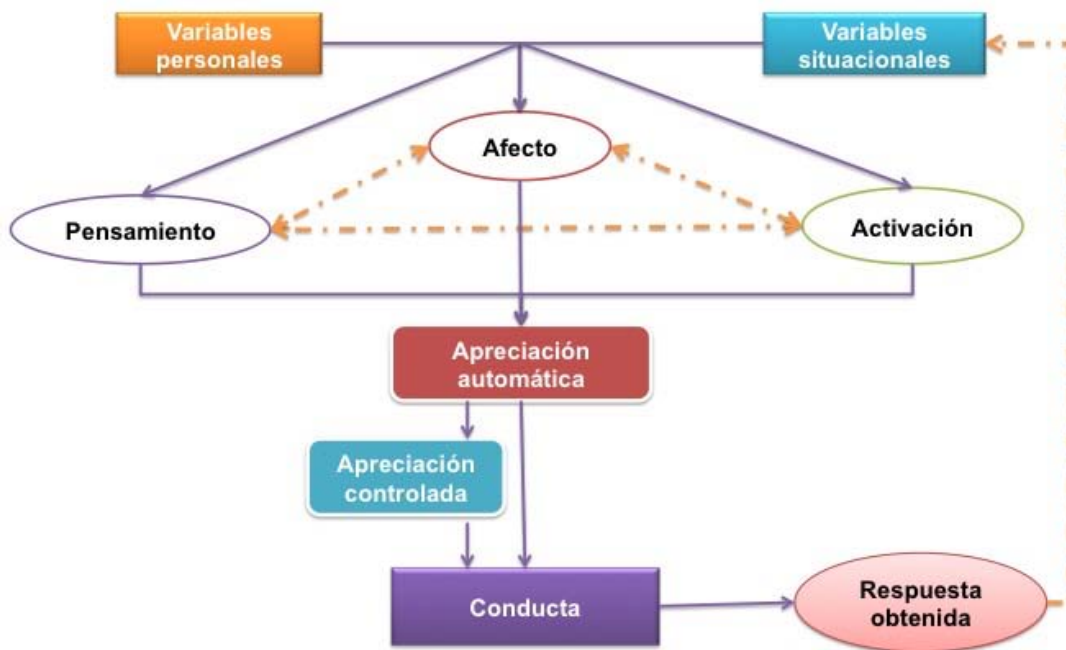 Variables
personales
Variables
situacionales
Afecto
Pensamiento
Activación
Apreciación
automática
Apreciación
controlada
Conducta
Respuesta
obtenida